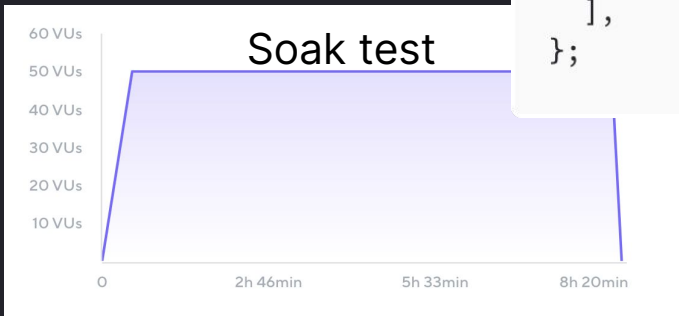 ],
};
Soak test
60 VUs
50 VUs
40 VUs
30 VUs
20 VUs
10 VUs
0 2h 46min 5h 33min 8h 20min